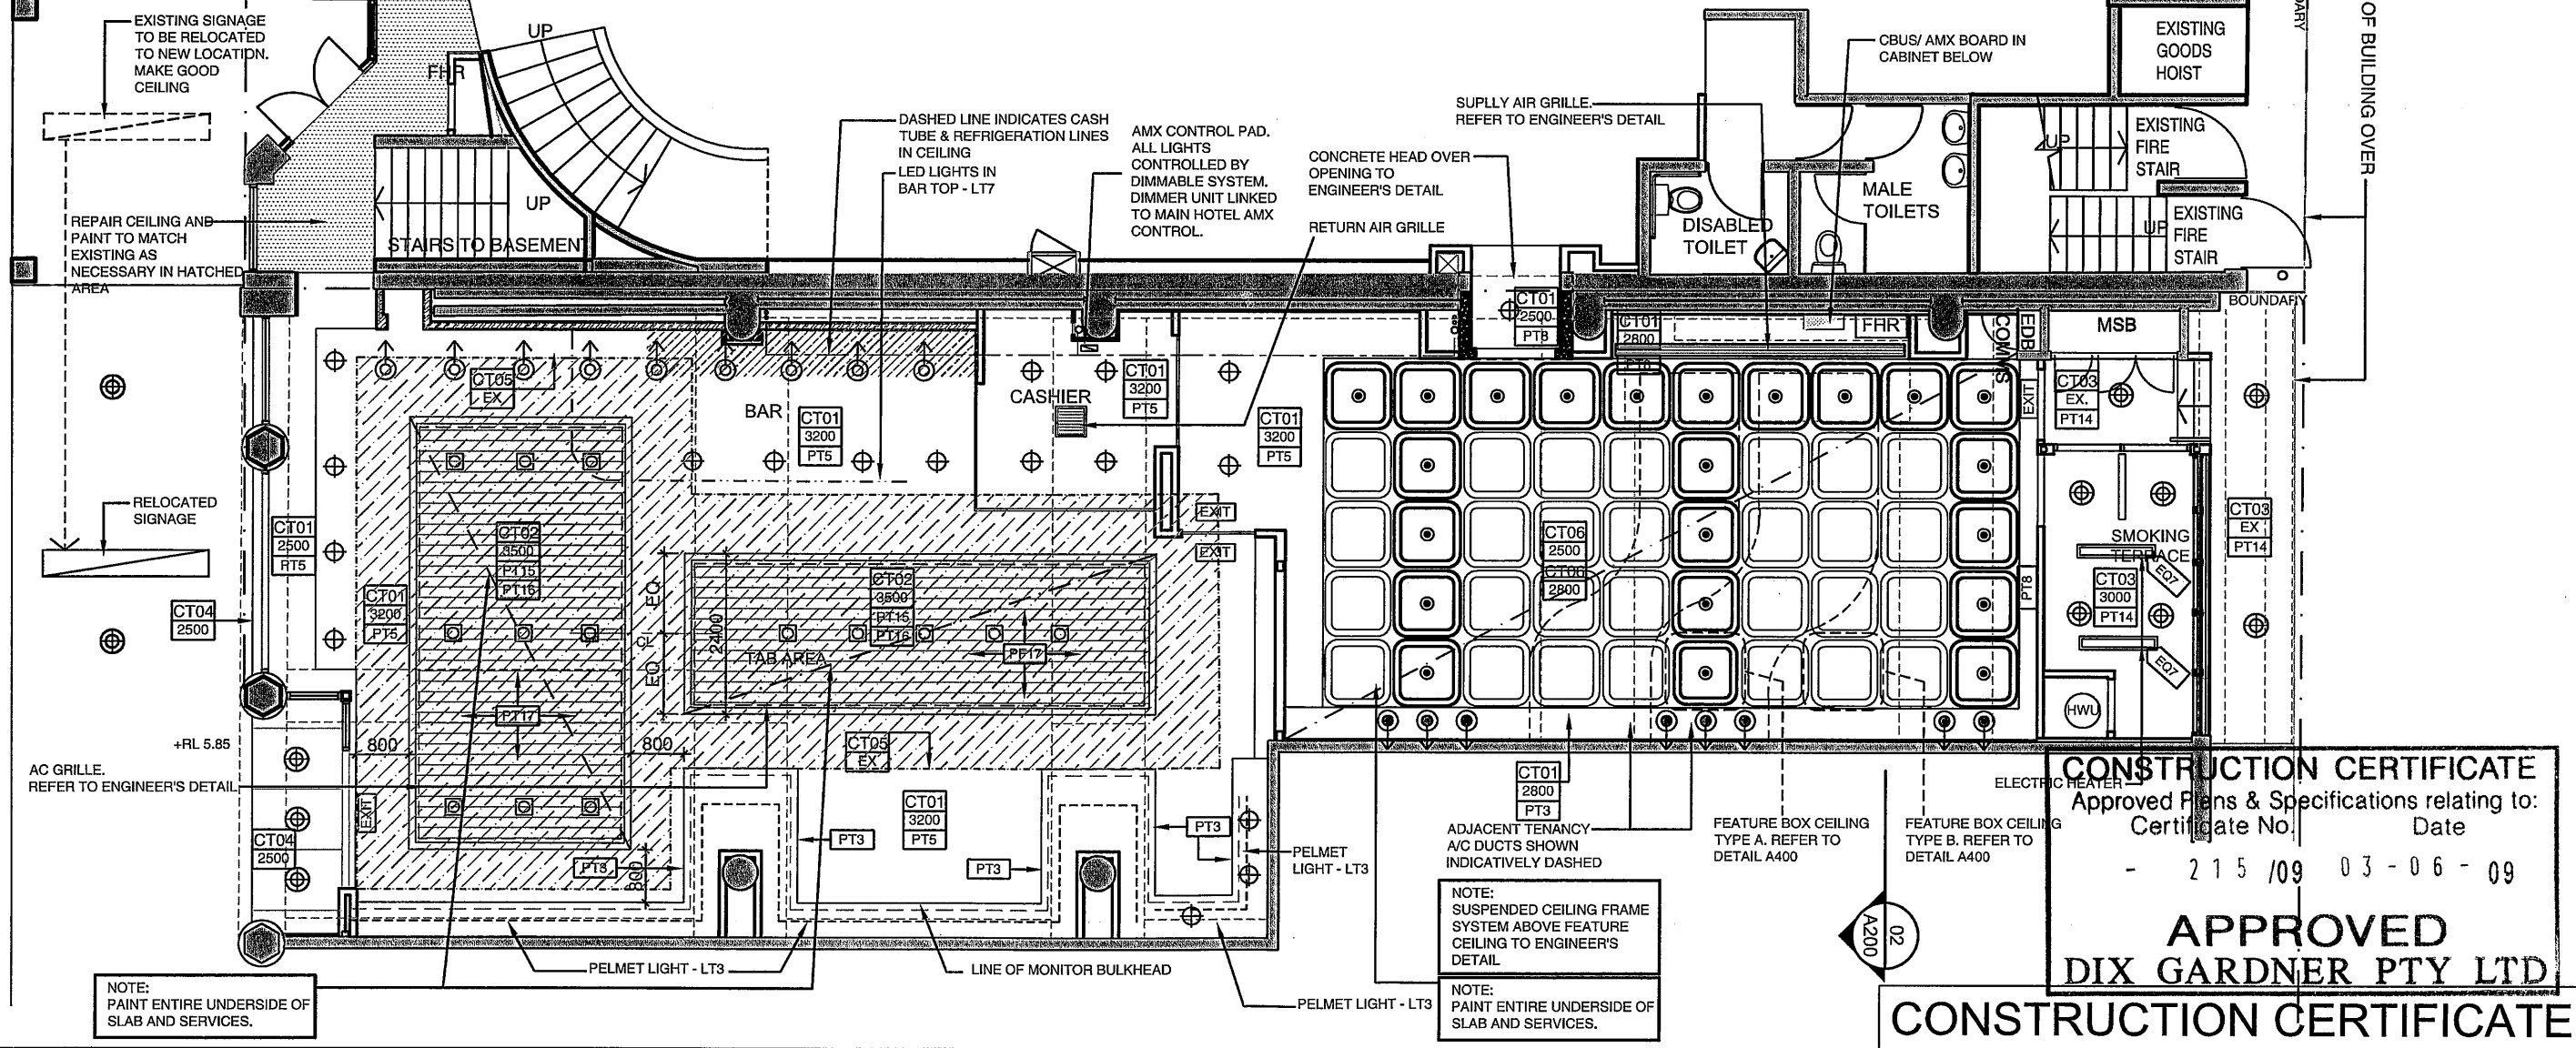 EXISTING SIGNAGE
TO BE RELOCATED
TO NEW LOCATION.
MAKE GOOD
CEILING
UP
FHR
REPAIR CEILING AND
PAINT TO MATCH
EXISTING AS
NECESSARY IN HATCHED
AREA
UP
STAIRS TO BASEMENT
DASHED LINE INDICATES CASH
TUBE & REFRIGERATION LINES
IN CEILING
LED LIGHTS IN
BAR TOP - LT7
AMX CONTROL PAD.
ALL LIGHTS
CONTROLLED BY
DIMMABLE SYSTEM.
DIMMER UNIT LINKED
TO MAIN HOTEL AMX
CONTROL.
CONCRETE HEAD OVER
OPENING TO
ENGINEER'S DETAIL
RETURN AIR GRILLE
SUPLLY AIR GRILLE.
REFER TO ENGINEER'S DETAIL
CBUS/ AMX BOARD IN
CABINET BELOW
EXISTING
GOODS
HOIST
DARY
OF BUILDING OVER
UP
EXISTING
FIRE
STAIR
UP
EXISTING
FIRE
STAIR
MALE
TOILETS
DISABLED
TOILET
BOUNDARY
CT01
2500
PT8
CT01
2800
PT8
FHR
COMMS
EDB
MSB
CT05
EX
BAR
CT01
3200
PT5
CASHIER
CT01
3200
PT5
CT01
3200
PT5
EXIT
CT03
EX.
PT14
RELOCATED
SIGNAGE
CT01
2500
PT5
CT02
3500
PT15
PT16
EXIT
EXIT
CT06
2500
CT06
2800
SMOKING
TERRACE
EQ7
CT03
3000
PT14
EQ7
PT8
CT03
EX
PT14
CT04
2500
CT01
3200
PT5
EQ
CL
EQ
2400
CT02
3500
PT15
PT16
TAB AREA
PT17
PT17
HWU
+RL 5.85
800
800
CT05
EX
AC GRILLE.
REFER TO ENGINEER'S DETAIL
EXIT
CT04
2500
CT01
3200
PT5
PT3
PT3
PT3
PT3
800
PELMET
LIGHT - LT3
CT01
2800
PT3
ADJACENT TENANCY
A/C DUCTS SHOWN
INDICATIVELY DASHED
FEATURE BOX CEILING
TYPE A. REFER TO
DETAIL A400
FEATURE BOX CEILING
TYPE B. REFER TO
DETAIL A400
ELECTRIC HEATER
CONSTRUCTION CERTIFICATE
Approved Plans & Specifications relating to:
Certificate No. Date
- 215 /09 03-06-09
APPROVED
DIX GARDNER PTY LTD
NOTE:
SUSPENDED CEILING FRAME
SYSTEM ABOVE FEATURE
CEILING TO ENGINEER'S
DETAIL
NOTE:
PAINT ENTIRE UNDERSIDE OF
SLAB AND SERVICES.
02
A200
PELMET LIGHT - LT3
LINE OF MONITOR BULKHEAD
PELMET LIGHT - LT3
NOTE:
PAINT ENTIRE UNDERSIDE OF
SLAB AND SERVICES.
CONSTRUCTION CERTIFICATE